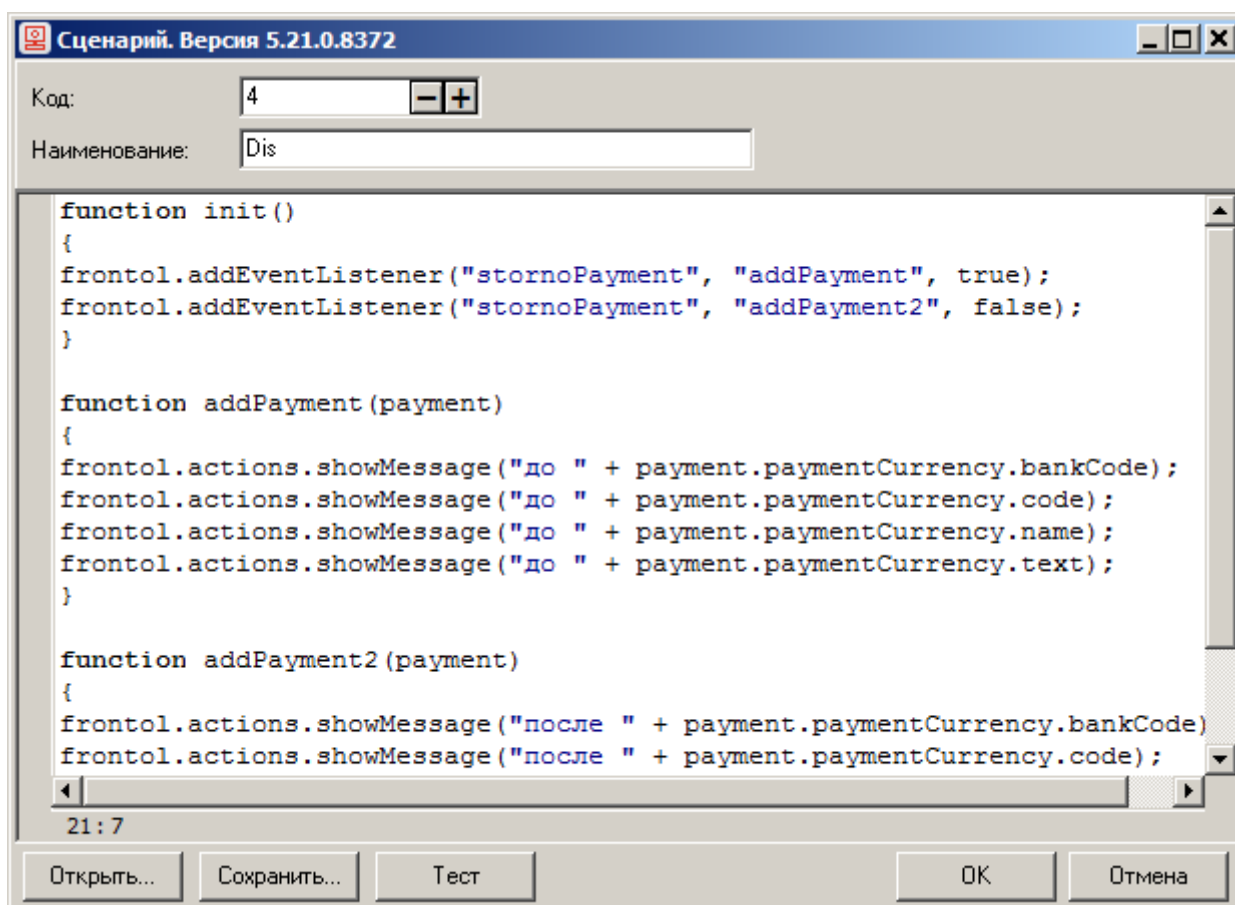 Сценарий. Версия 5.21.0.8372
Код: 4
Наименование: Dis
function init()
{
frontol.addEventListener("stornoPayment", "addPayment", true);
frontol.addEventListener("stornoPayment", "addPayment2", false);
}
function addPayment(payment)
{
frontol.actions.showMessage("до " + payment.paymentCurrency.bankCode);
frontol.actions.showMessage("до " + payment.paymentCurrency.code);
frontol.actions.showMessage("до " + payment.paymentCurrency.name);
frontol.actions.showMessage("до " + payment.paymentCurrency.text);
}
function addPayment2(payment)
{
frontol.actions.showMessage("после " + payment.paymentCurrency.bankCode)
frontol.actions.showMessage("после " + payment.paymentCurrency.code);
21: 7
Открыть... Сохранить... Тест ОК Отмена